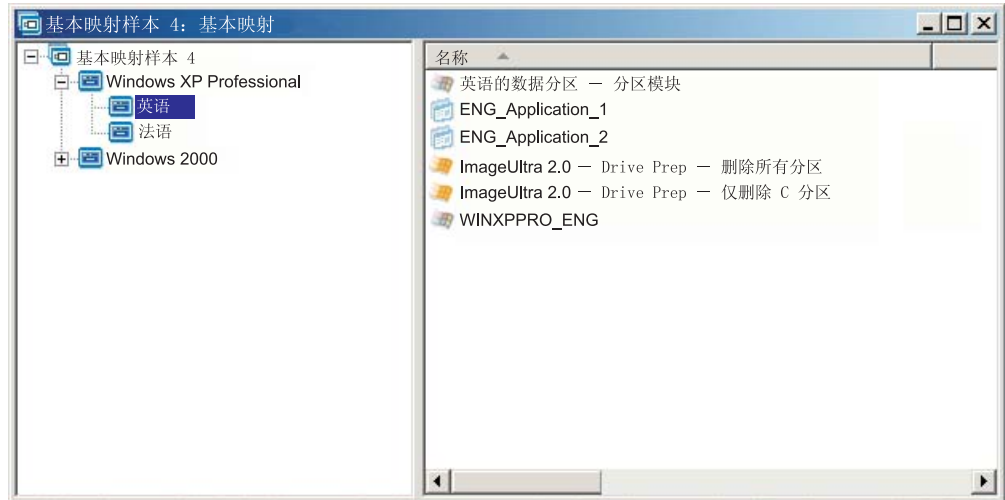 基本映射样本 4：基本映射
基本映射样本 4
Windows XP Professional
英语
法语
Windows 2000
名称
英语的数据分区 — 分区模块
ENG_Application_1
ENG_Application_2
ImageUltra 2.0 — Drive Prep — 删除所有分区
ImageUltra 2.0 — Drive Prep — 仅删除 C 分区
WINXPPRO_ENG